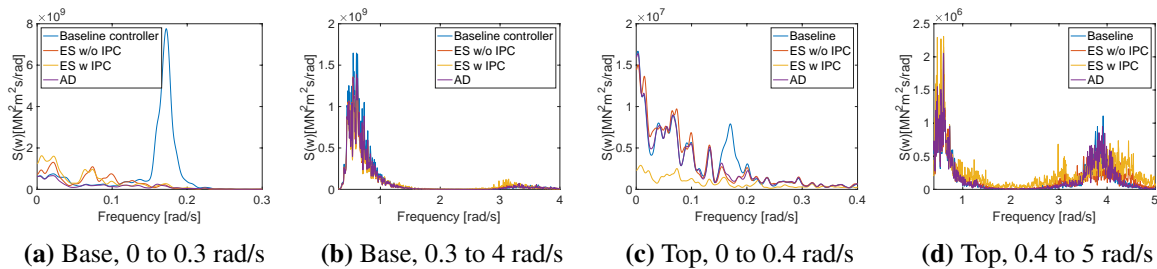 ×10⁹
S(w)[MN²m²s/rad]
8
6
4
2
0
Baseline controller
ES w/o IPC
ES w IPC
AD
0 0.1 0.2 0.3
Frequency [rad/s]
(a) Base, 0 to 0.3 rad/s
×10⁹
S(w)[MN²m²s/rad]
2
1.5
1
0.5
0
Baseline controller
ES w/o IPC
ES w IPC
AD
1 2 3 4
Frequency [rad/s]
(b) Base, 0.3 to 4 rad/s
×10⁷
S(w)[MN²m²s/rad]
2
1.5
1
0.5
0
Baseline
ES w/o IPC
ES w IPC
AD
0 0.1 0.2 0.3 0.4
Frequency [rad/s]
(c) Top, 0 to 0.4 rad/s
×10⁶
S(w)[MN²m²s/rad]
2.5
2
1.5
1
0.5
0
Baseline
ES w/o IPC
ES w IPC
AD
1 2 3 4 5
Frequency [rad/s]
(d) Top, 0.4 to 5 rad/s